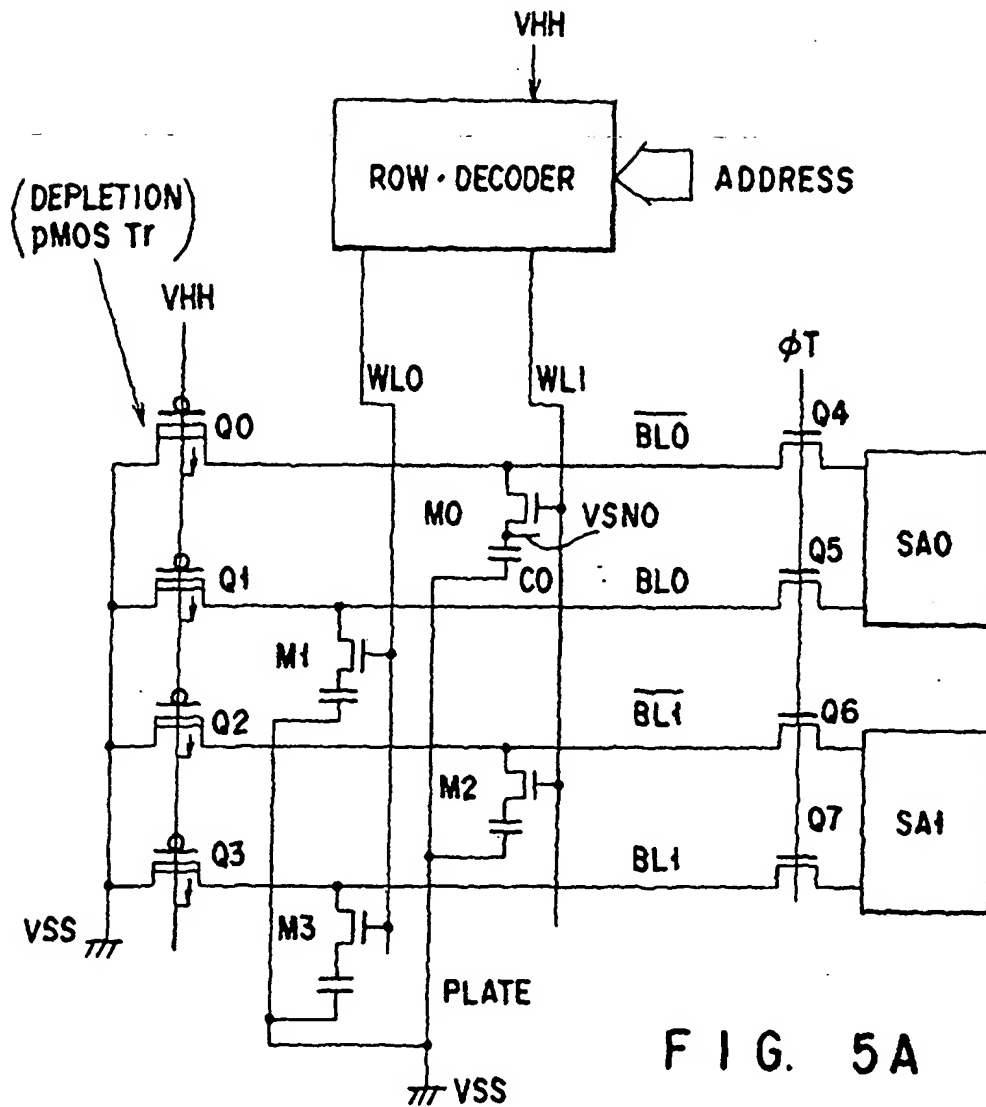 VHH
ROW·DECODER
ADDRESS
(DEPLETION
pMOS Tr)
VHH
WL0
WL1
φT
Q0
BL0
Q4
M0
VSN0
SA0
Q1
C0
BL0
Q5
M1
Q2
BL1
Q6
M2
Q7
SA1
Q3
BL1
VSS
M3
PLATE
VSS
FIG. 5A